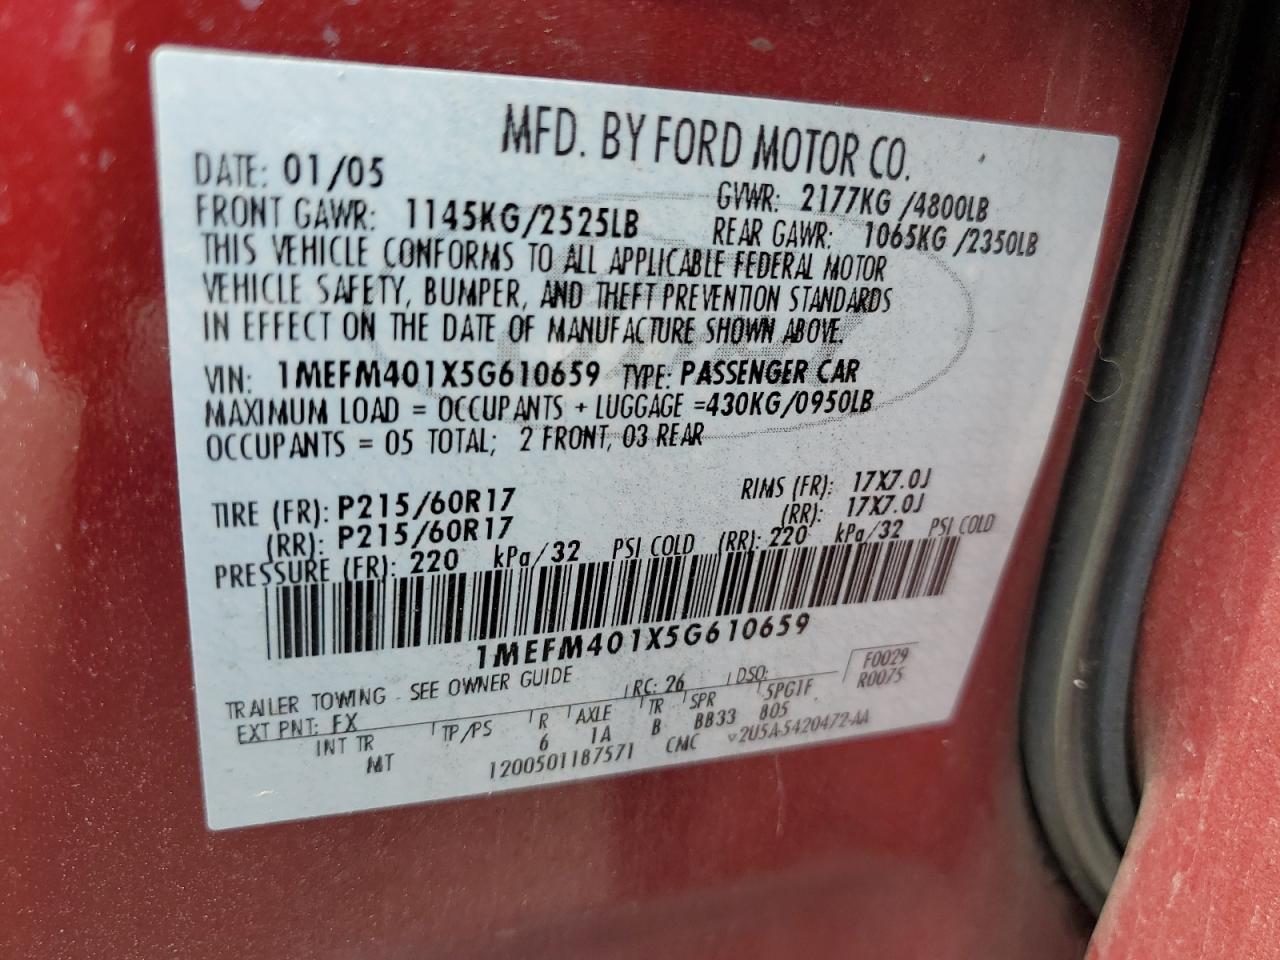 MFD. BY FORD MOTOR CO.
DATE: 01/05 GVWR: 2177KG /4800LB
FRONT GAWR: 1145KG/2525LB REAR GAWR: 1065KG /2350LB
THIS VEHICLE CONFORMS TO ALL APPLICABLE FEDERAL MOTOR
VEHICLE SAFETY, BUMPER, AND THEFT PREVENTION STANDARDS
IN EFFECT ON THE DATE OF MANUFACTURE SHOWN ABOVE.
VIN: 1MEFM401X5G610659 TYPE: PASSENGER CAR
MAXIMUM LOAD = OCCUPANTS + LUGGAGE =430KG/0950LB
OCCUPANTS = 05 TOTAL; 2 FRONT, 03 REAR
TIRE (FR): P215/60R17 RIMS (FR): 17X7.0J
(RR): P215/60R17 (RR): 17X7.0J
PRESSURE (FR): 220 kPa/32 PSI COLD (RR): 220 kPa/32 PSI COLD
1MEFM401X5G610659
TRAILER TOWING - SEE OWNER GUIDE F0029
EXT PNT: FX RC: 26 DSO: R0075
INT TR TP/PS R AXLE TR SPR 5PG1F
MT 6 1A B BB33 805
1200501187571 CMC V2U5A-5420472-AA